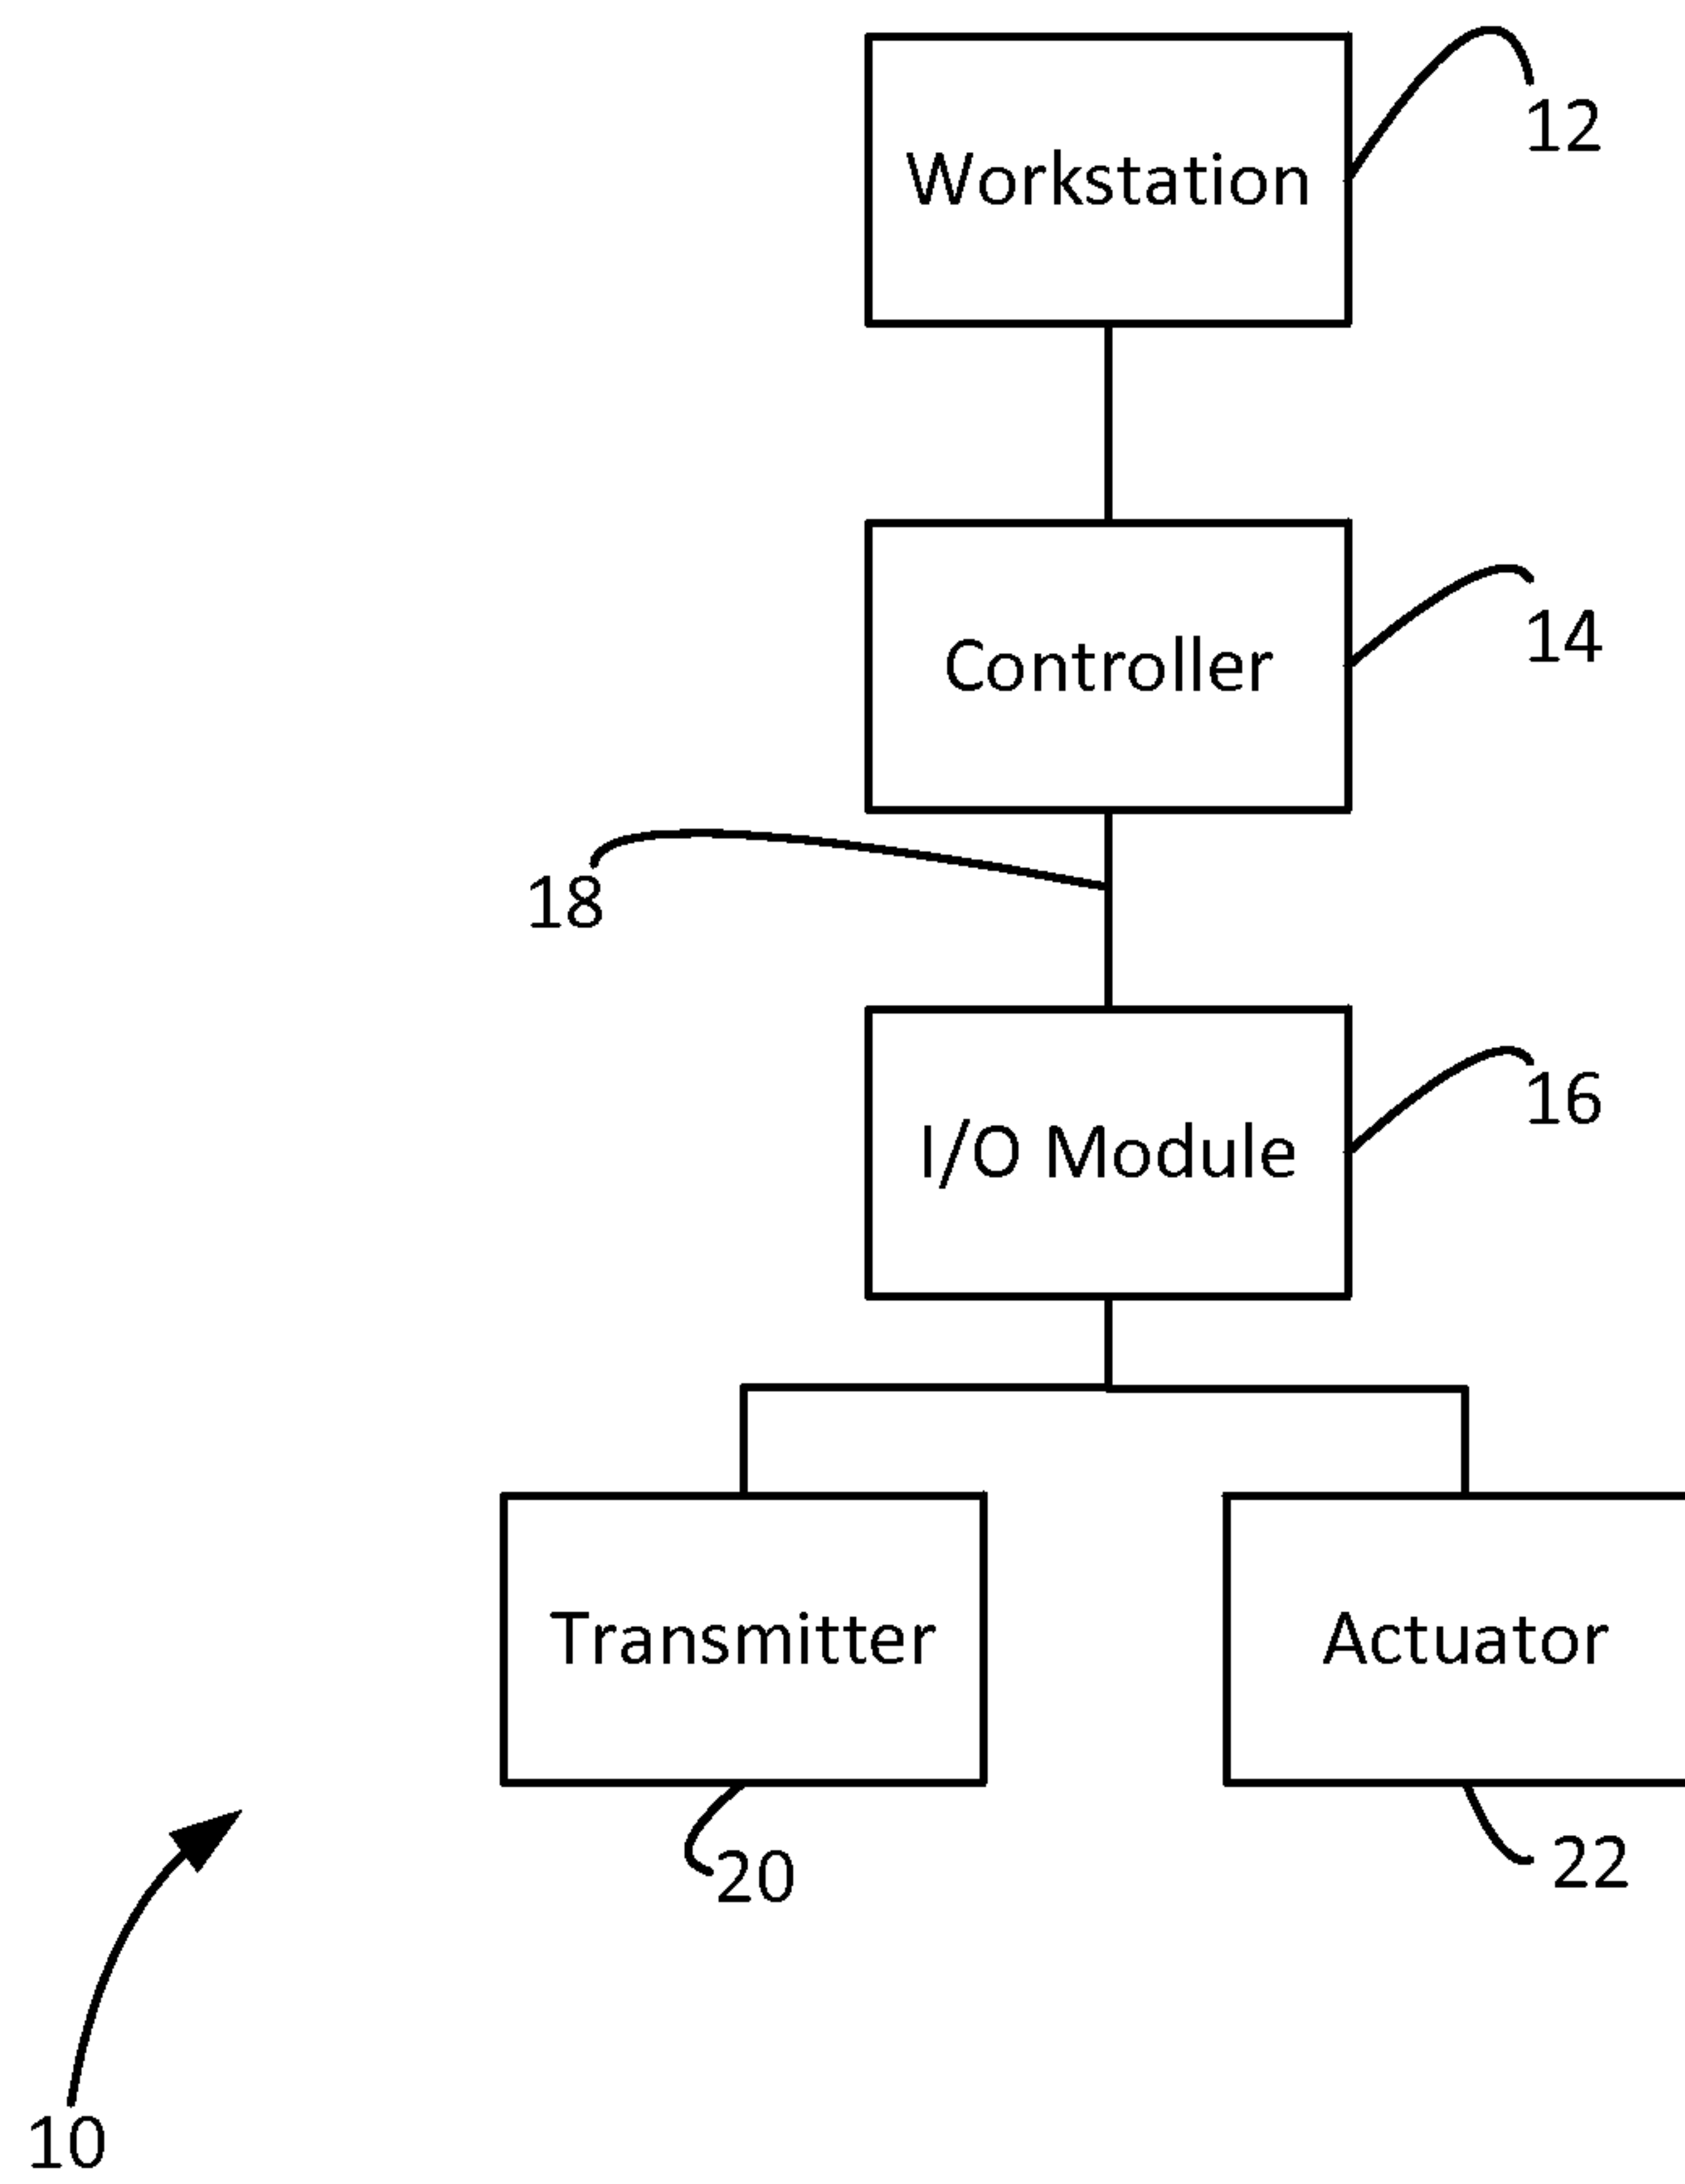 12
Workstation
14
Controller
18
16
I/O Module
Transmitter
Actuator
20
22
10